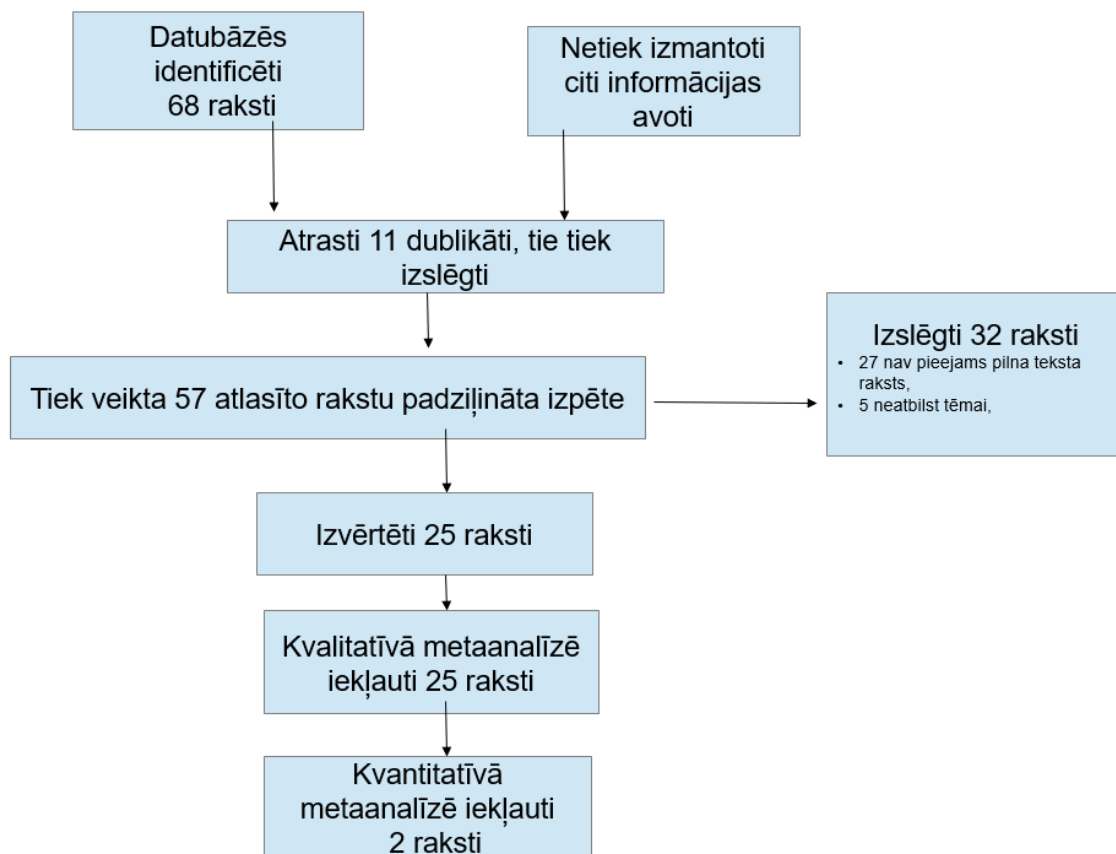 Datubāzēs
identificēti
68 raksti
Netiek izmantoti
citi informācijas
avoti
Atrasti 11 dublikāti, tie tiek
izslēgti
Tiek veikta 57 atlasīto rakstu padziļināta izpēte
Izslēgti 32 raksti
• 27 nav pieejams pilna teksta
raksts,
• 5 neatbilst tēmai,
Izvērtēti 25 raksti
Kvalitatīvā metaanalīzē
iekļauti 25 raksti
Kvantitatīvā
metaanalīzē iekļauti
2 raksti